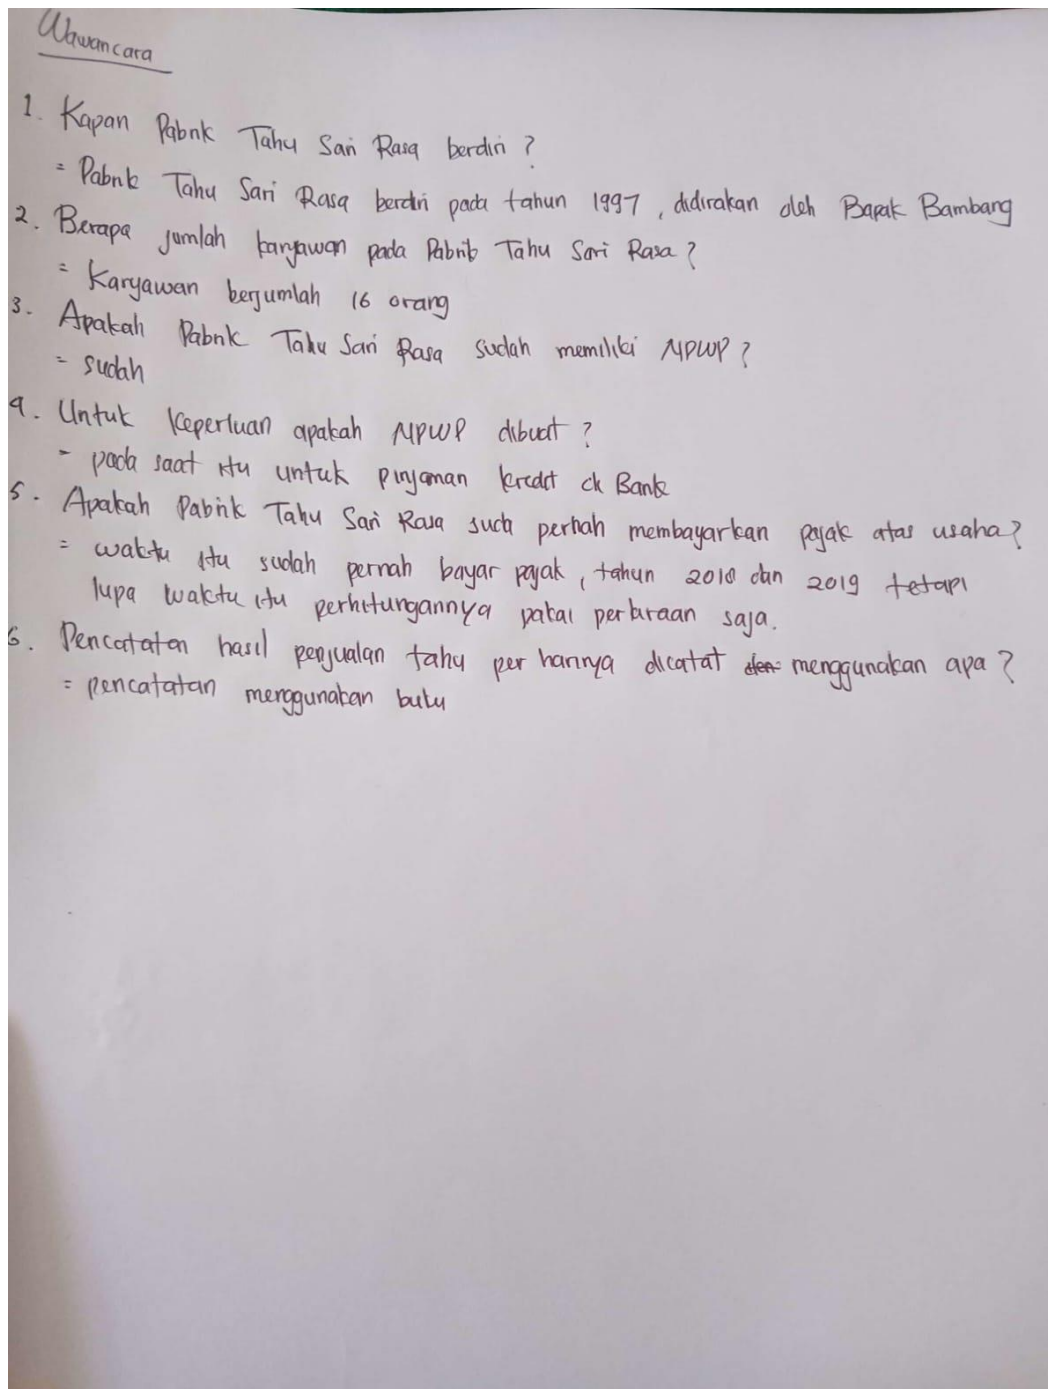 Wawancara
1. Kapan Pabrik Tahu Sari Rasa berdiri ?
= Pabrik Tahu Sari Rasa berdiri pada tahun 1997, didirakan oleh Bapak Bambang
2. Berapa jumlah karyawan pada Pabrik Tahu Sari Rasa ?
= Karyawan berjumlah 16 orang
3. Apakah Pabrik Tahu Sari Rasa sudah memiliki NPWP ?
= sudah
4. Untuk keperluan apakah NPWP dibuat ?
- pada saat itu untuk pinjaman kredit di Bank
5. Apakah Pabrik Tahu Sari Rasa suda pernah membayarkan pajak atas usaha ?
= waktu itu sudah pernah bayar pajak, tahun 2018 dan 2019 tetapi
lupa waktu itu perhitungannya pakai perkiraan saja.
6. Pencatatan hasil penjualan tahu per harinya dicatat menggunakan apa ?
= pencatatan menggunakan buku